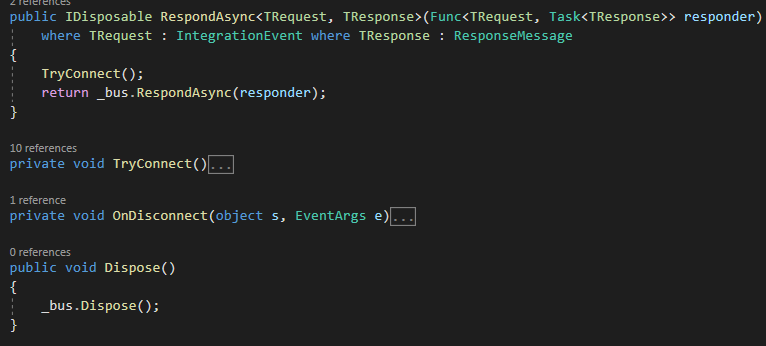 2 references
public IDisposable RespondAsync<TRequest, TResponse>(Func<TRequest, Task<TResponse>> responder)
where TRequest : IntegrationEvent where TResponse : ResponseMessage
{
TryConnect();
return _bus.RespondAsync(responder);
}
10 references
private void TryConnect()...
1 reference
private void OnDisconnect(object s, EventArgs e)...
0 references
public void Dispose()
{
_bus.Dispose();
}